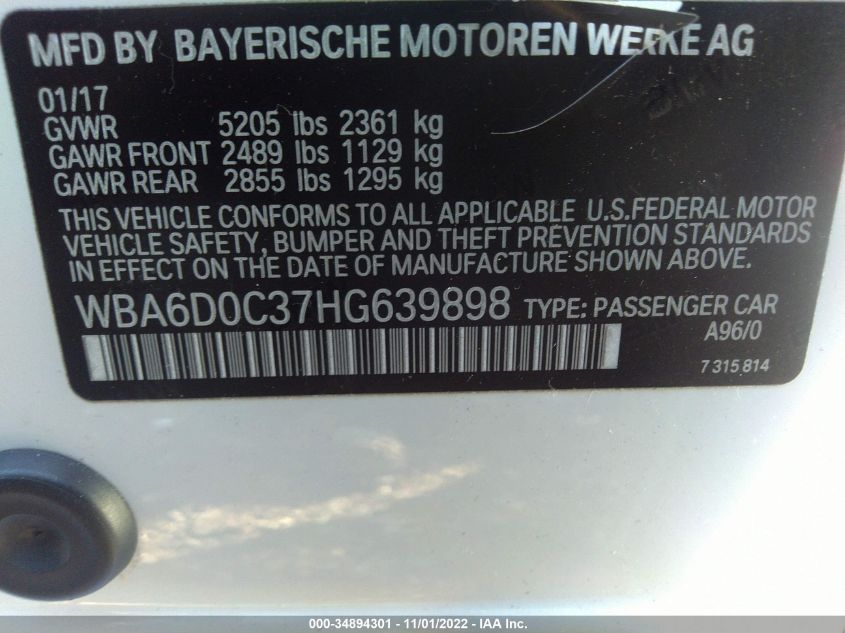 MFD BY BAYERISCHE MOTOREN WERKE AG
01/17
GVWR 5205 lbs 2361 kg
GAWR FRONT 2489 lbs 1129 kg
GAWR REAR 2855 lbs 1295 kg
THIS VEHICLE CONFORMS TO ALL APPLICABLE U.S.FEDERAL MOTOR
VEHICLE SAFETY, BUMPER AND THEFT PREVENTION STANDARDS
IN EFFECT ON THE DATE OF MANUFACTURE SHOWN ABOVE.
WBA6D0C37HG639898 TYPE: PASSENGER CAR
A96/0
7 315 814
000-34894301 - 11/01/2022 - IAA Inc.